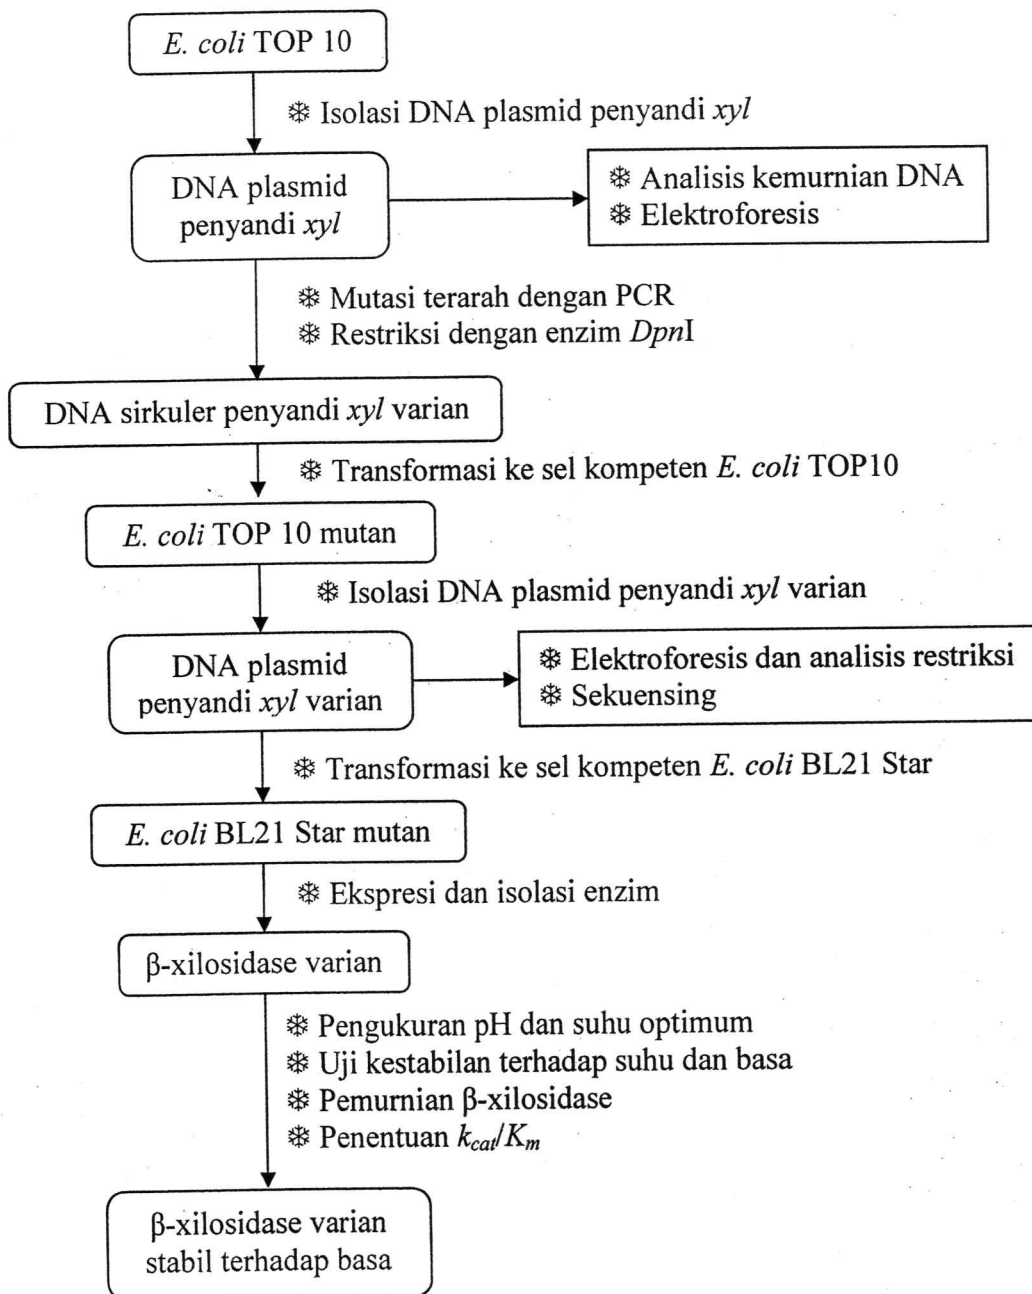 E. coli TOP 10
❄ Isolasi DNA plasmid penyandi xyl
DNA plasmid
penyandi xyl
❄ Analisis kemurnian DNA
❄ Elektroforesis
❄ Mutasi terarah dengan PCR
❄ Restriksi dengan enzim DpnI
DNA sirkuler penyandi xyl varian
❄ Transformasi ke sel kompeten E. coli TOP10
E. coli TOP 10 mutan
❄ Isolasi DNA plasmid penyandi xyl varian
DNA plasmid
penyandi xyl varian
❄ Elektroforesis dan analisis restriksi
❄ Sekuensing
❄ Transformasi ke sel kompeten E. coli BL21 Star
E. coli BL21 Star mutan
❄ Ekspresi dan isolasi enzim
β-xilosidase varian
❄ Pengukuran pH dan suhu optimum
❄ Uji kestabilan terhadap suhu dan basa
❄ Pemurnian β-xilosidase
❄ Penentuan kcat/Km
β-xilosidase varian
stabil terhadap basa